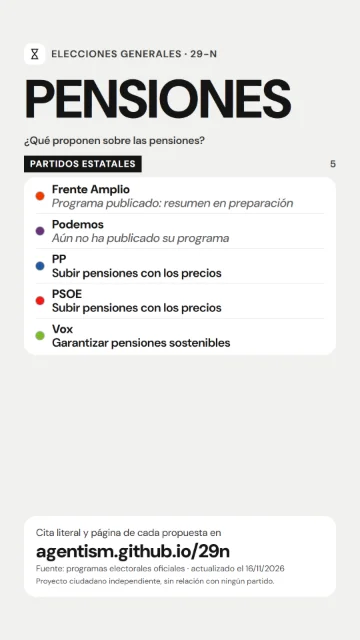 ELECCIONES GENERALES · 29-N
PENSIONES
¿Qué proponen sobre las pensiones?
PARTIDOS ESTATALES
5
Frente Amplio
Programa publicado: resumen en preparación
Podemos
Aún no ha publicado su programa
PP
Subir pensiones con los precios
PSOE
Subir pensiones con los precios
Vox
Garantizar pensiones sostenibles
Cita literal y página de cada propuesta en
agentism.github.io/29n
Fuente: programas electorales oficiales · actualizado el 16/11/2026
Proyecto ciudadano independiente, sin relación con ningún partido.